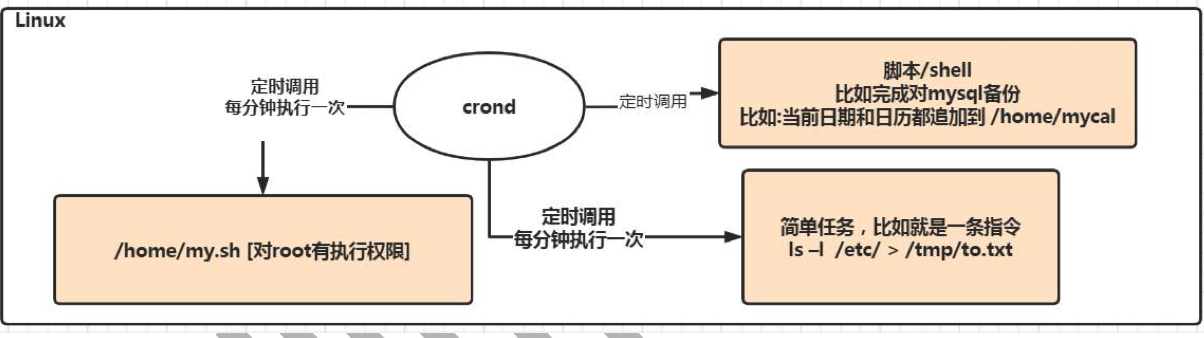 Linux
定时调用
每分钟执行一次
crond
定时调用
脚本/shell
比如完成对mysql备份
比如:当前日期和日历都追加到 /home/mycal
/home/my.sh [对root有执行权限]
定时调用
每分钟执行一次
简单任务，比如就是一条指令
ls –l /etc/ > /tmp/to.txt